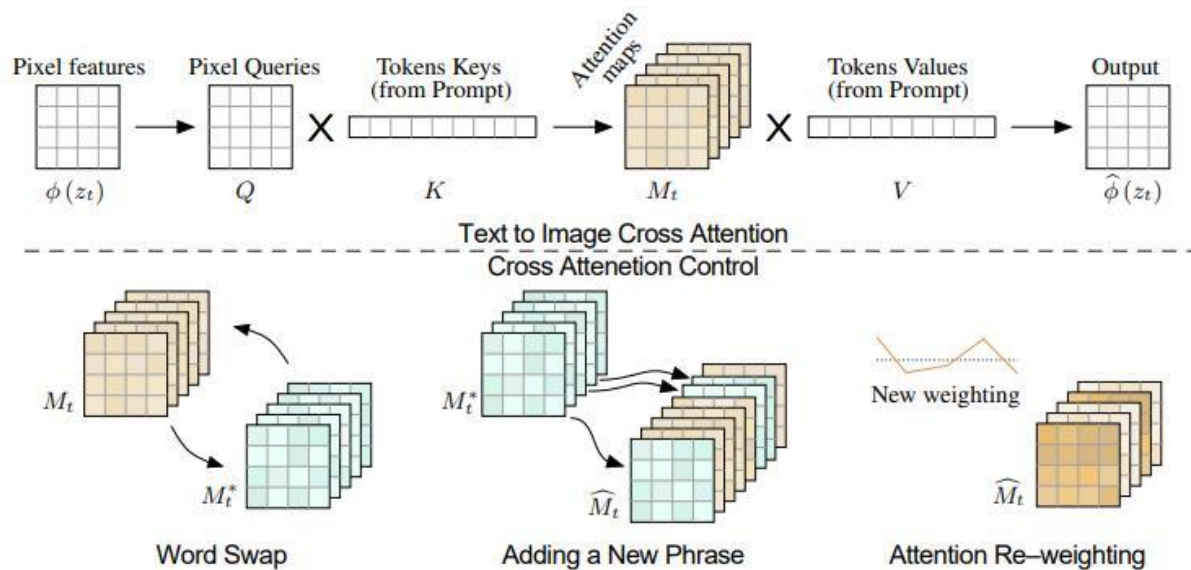 Pixel features
Pixel Queries
Tokens Keys
(from Prompt)
Attention
maps
Tokens Values
(from Prompt)
Output
X
X
ϕ (z_t)
Q
K
M_t
V
ϕ̂ (z_t)
Text to Image Cross Attention
Cross Attenetion Control
M_t
M_t^*
M_t^*
M̂_t
New weighting
M̂_t
Word Swap
Adding a New Phrase
Attention Re–weighting